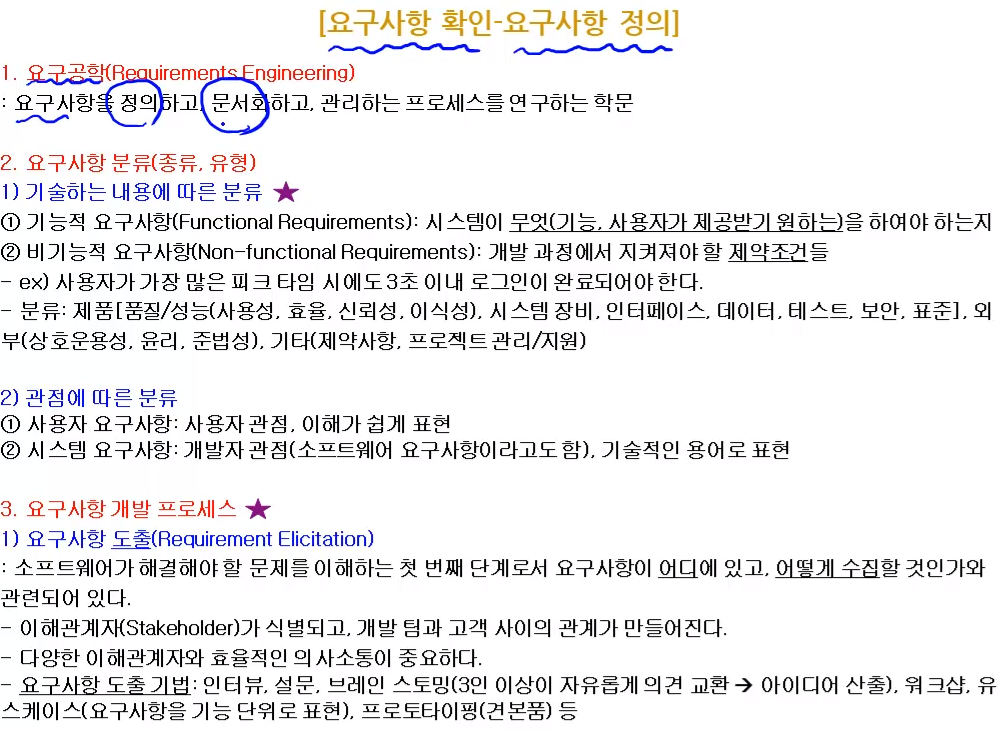 [요구사항 확인-요구사항 정의]
1. 요구공학(Requirements Engineering)
: 요구사항을 정의하고, 문서화하고, 관리하는 프로세스를 연구하는 학문
2. 요구사항 분류(종류, 유형)
1) 기술하는 내용에 따른 분류 ★
① 기능적 요구사항(Functional Requirements): 시스템이 무엇(기능, 사용자가 제공받기 원하는)을 하여야 하는지
② 비기능적 요구사항(Non-functional Requirements): 개발 과정에서 지켜져야 할 제약조건들
- ex) 사용자가 가장 많은 피크 타임 시에도 3초 이내 로그인이 완료되어야 한다.
- 분류: 제품[품질/성능(사용성, 효율, 신뢰성, 이식성), 시스템 장비, 인터페이스, 데이터, 테스트, 보안, 표준], 외
부(상호운용성, 윤리, 준법성), 기타(제약사항, 프로젝트 관리/지원)
2) 관점에 따른 분류
① 사용자 요구사항: 사용자 관점, 이해가 쉽게 표현
② 시스템 요구사항: 개발자 관점(소프트웨어 요구사항이라고도 함), 기술적인 용어로 표현
3. 요구사항 개발 프로세스 ★
1) 요구사항 도출(Requirement Elicitation)
: 소프트웨어가 해결해야 할 문제를 이해하는 첫 번째 단계로서 요구사항이 어디에 있고, 어떻게 수집할 것인가와
관련되어 있다.
- 이해관계자(Stakeholder)가 식별되고, 개발 팀과 고객 사이의 관계가 만들어진다.
- 다양한 이해관계자와 효율적인 의사소통이 중요하다.
- 요구사항 도출 기법: 인터뷰, 설문, 브레인 스토밍(3인 이상이 자유롭게 의견 교환 → 아이디어 산출), 워크샵, 유
스케이스(요구사항을 기능 단위로 표현), 프로토타이핑(견본품) 등